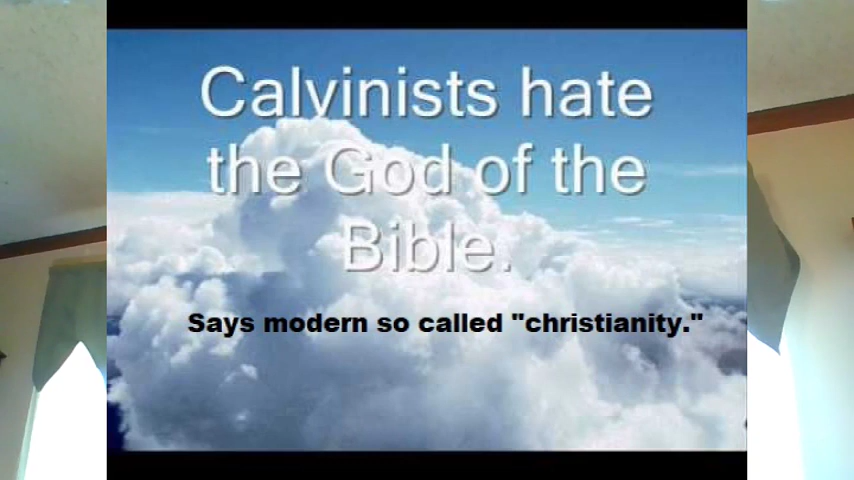 Calvinists hate
the God of the
Bible.
Says modern so called "christianity."